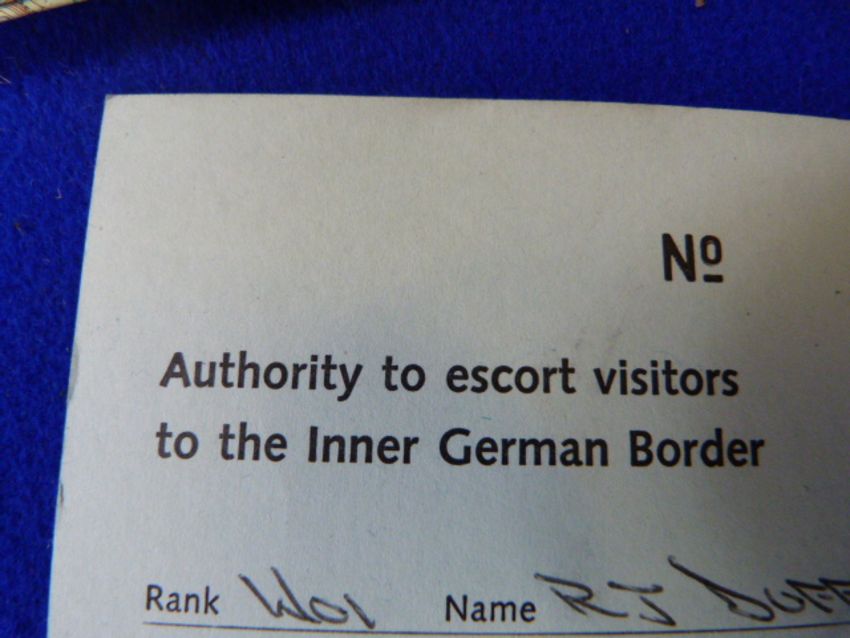 Nº
Authority to escort visitors
to the Inner German Border
Rank WO1 Name RJ